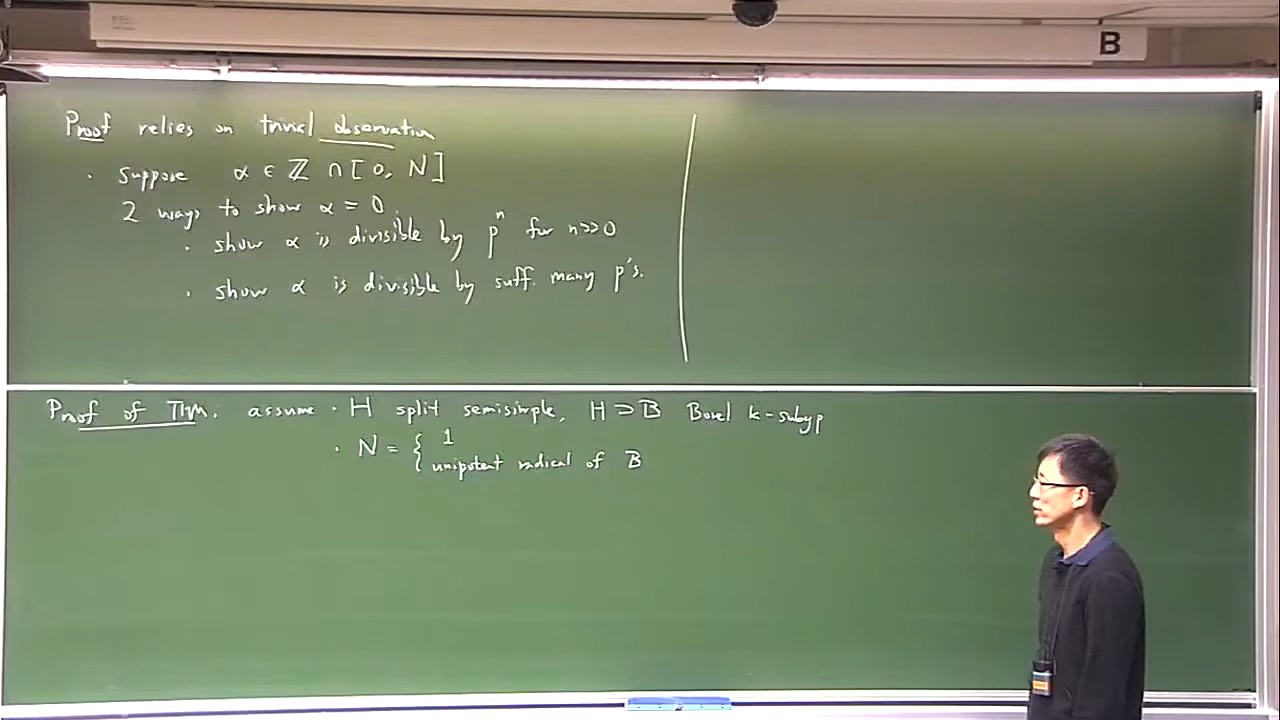 B
Proof relies on trivial observation
· suppose α ∈ ℤ ∩ [0, N]
2 ways to show α = 0.
· show α is divisible by pⁿ for n>>0
· show α is divisible by suff. many p's.
Proof of Thm. assume · H split semisimple, H ⊃ B Borel k-subgp
· N = { 1
unipotent radical of B